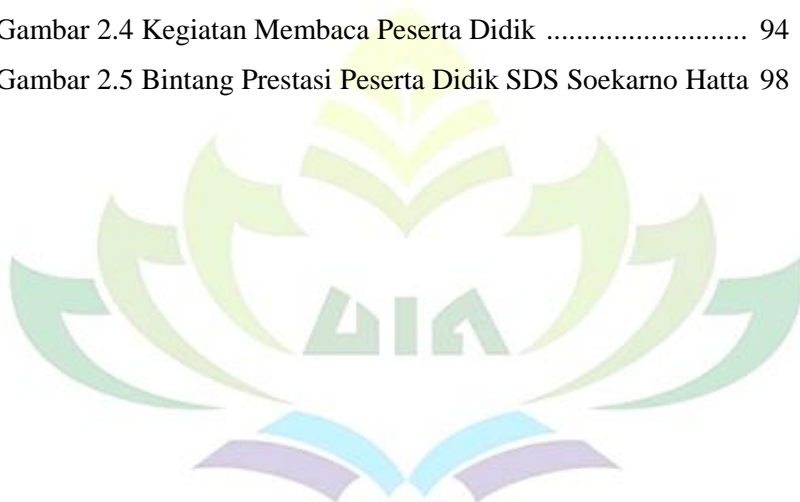 Gambar 2.4 Kegiatan Membaca Peserta Didik .......................... 94
Gambar 2.5 Bintang Prestasi Peserta Didik SDS Soekarno Hatta 98
UIN